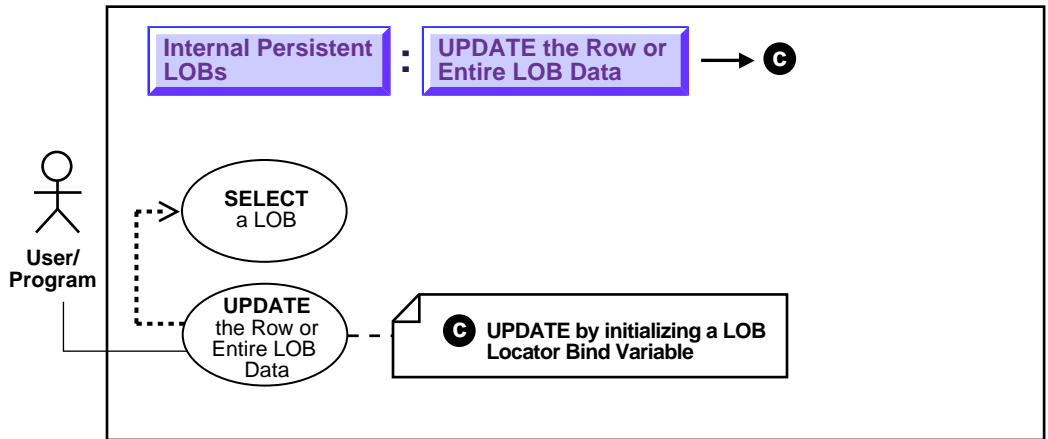 Internal Persistent
LOBs
:
UPDATE the Row or
Entire LOB Data
C
SELECT
a LOB
User/
Program
UPDATE
the Row or
Entire LOB
Data
C
UPDATE by initializing a LOB
Locator Bind Variable